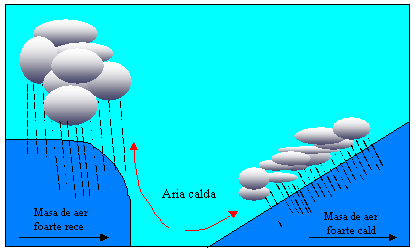 Aria calda
Masa de aer
foarte rece
Masa de aer
foarte cald